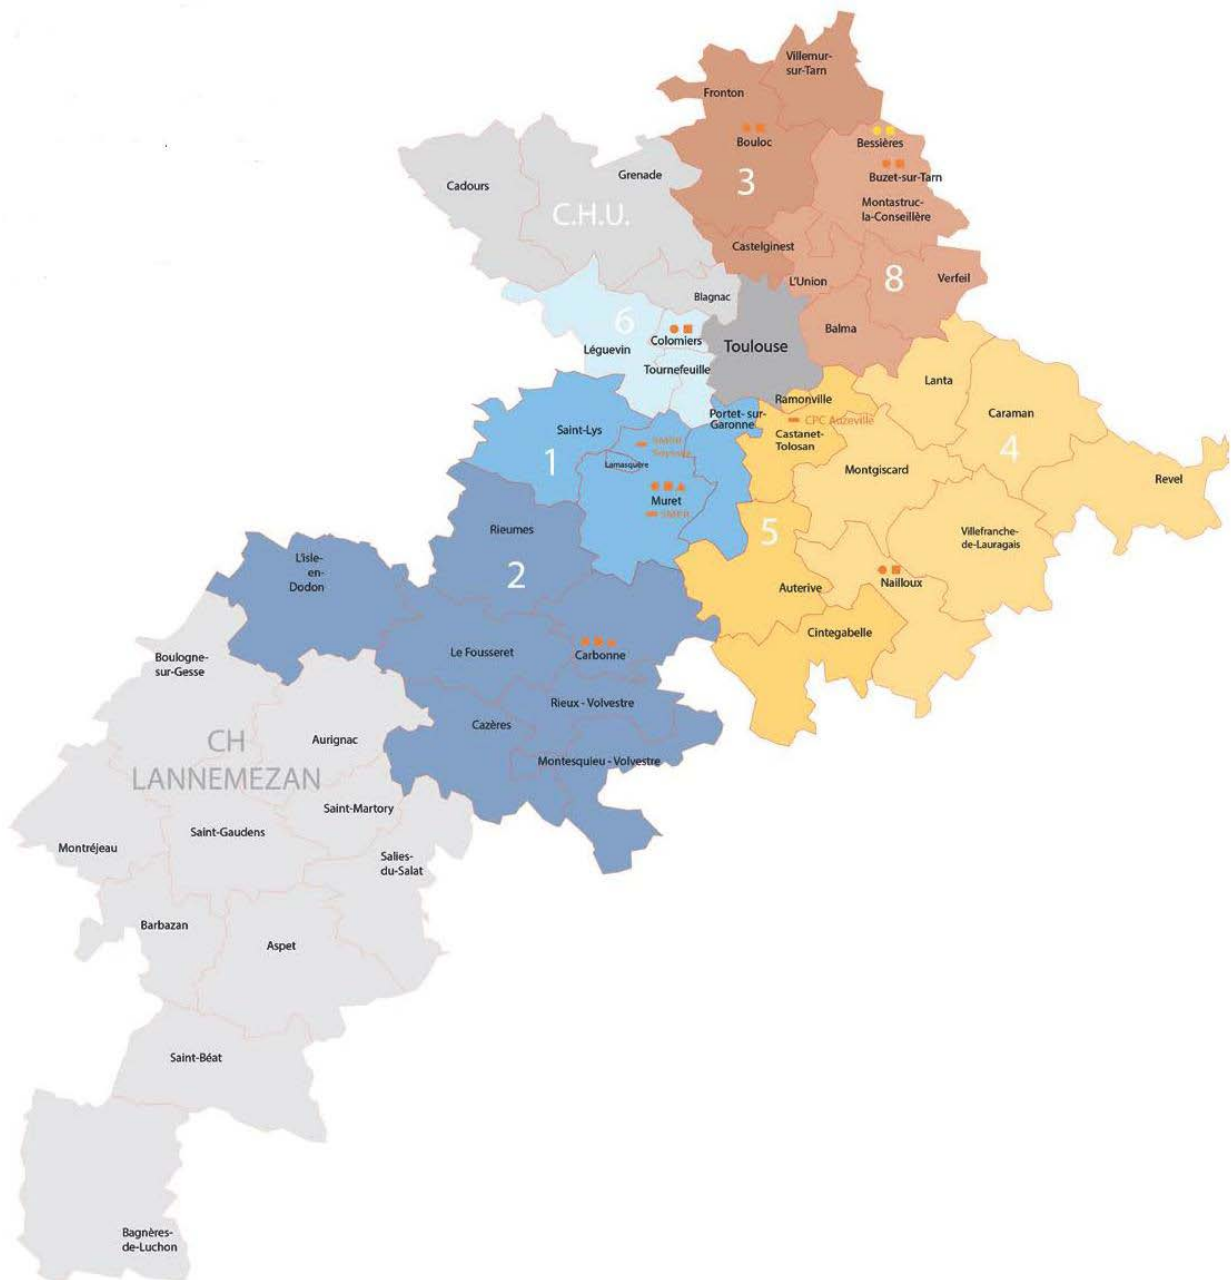 Villemur-
sur-Tarn
Fronton
Bouloc
3
Bessières
Buzet-sur-Tarn
Montastruc-
la-Conseillère
Cadours
Grenade
C.H.U.
Castelginest
L'Union
8
Verfeil
Blagnac
6
Colomiers
Léguevin
Tournefeuille
Toulouse
Balma
Lanta
Caraman
4
Revel
Ramonville
CPC Auzeville
Castanet-
Tolosan
Portet- sur-
Garonne
Saint-Lys
1
Lamasquère
Muret
SMPR
Montgiscard
Villefranche-
de-Lauragais
5
Nailloux
Auterive
Cintegabelle
Rieumes
2
L'isle-
en-
Dodon
Le Fousseret
Carbonne
Rieux - Volvestre
Cazères
Montesquieu - Volvestre
Boulogne-
sur-Gesse
Aurignac
CH
LANNEMEZAN
Saint-Martory
Saint-Gaudens
Montréjeau
Salies-
du-Salat
Barbazan
Aspet
Saint-Béat
Bagnères-
de-Luchon